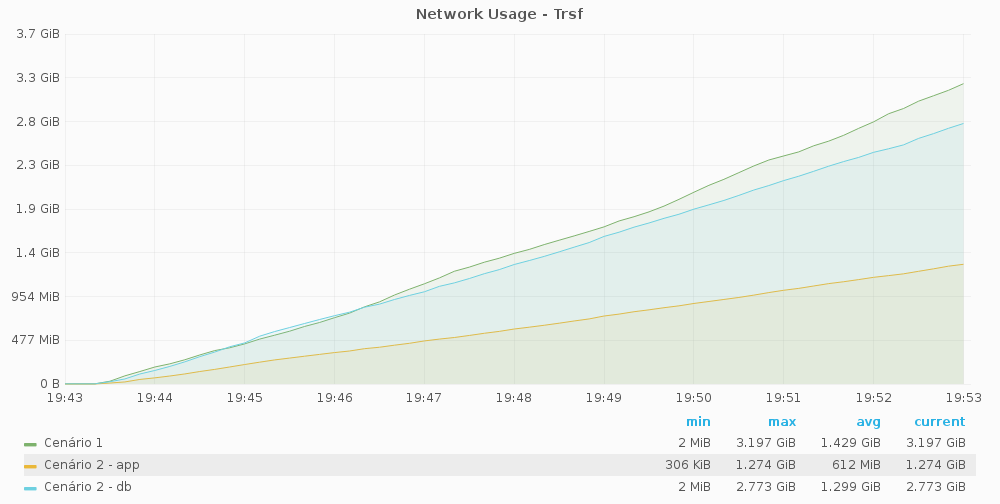 Network Usage - Trsf
3.7 GiB
3.3 GiB
2.8 GiB
2.3 GiB
1.9 GiB
1.4 GiB
954 MiB
477 MiB
0 B
19:43 19:44 19:45 19:46 19:47 19:48 19:49 19:50 19:51 19:52 19:53
min max avg current
Cenário 1 2 MiB 3.197 GiB 1.429 GiB 3.197 GiB
Cenário 2 - app 306 KiB 1.274 GiB 612 MiB 1.274 GiB
Cenário 2 - db 2 MiB 2.773 GiB 1.299 GiB 2.773 GiB